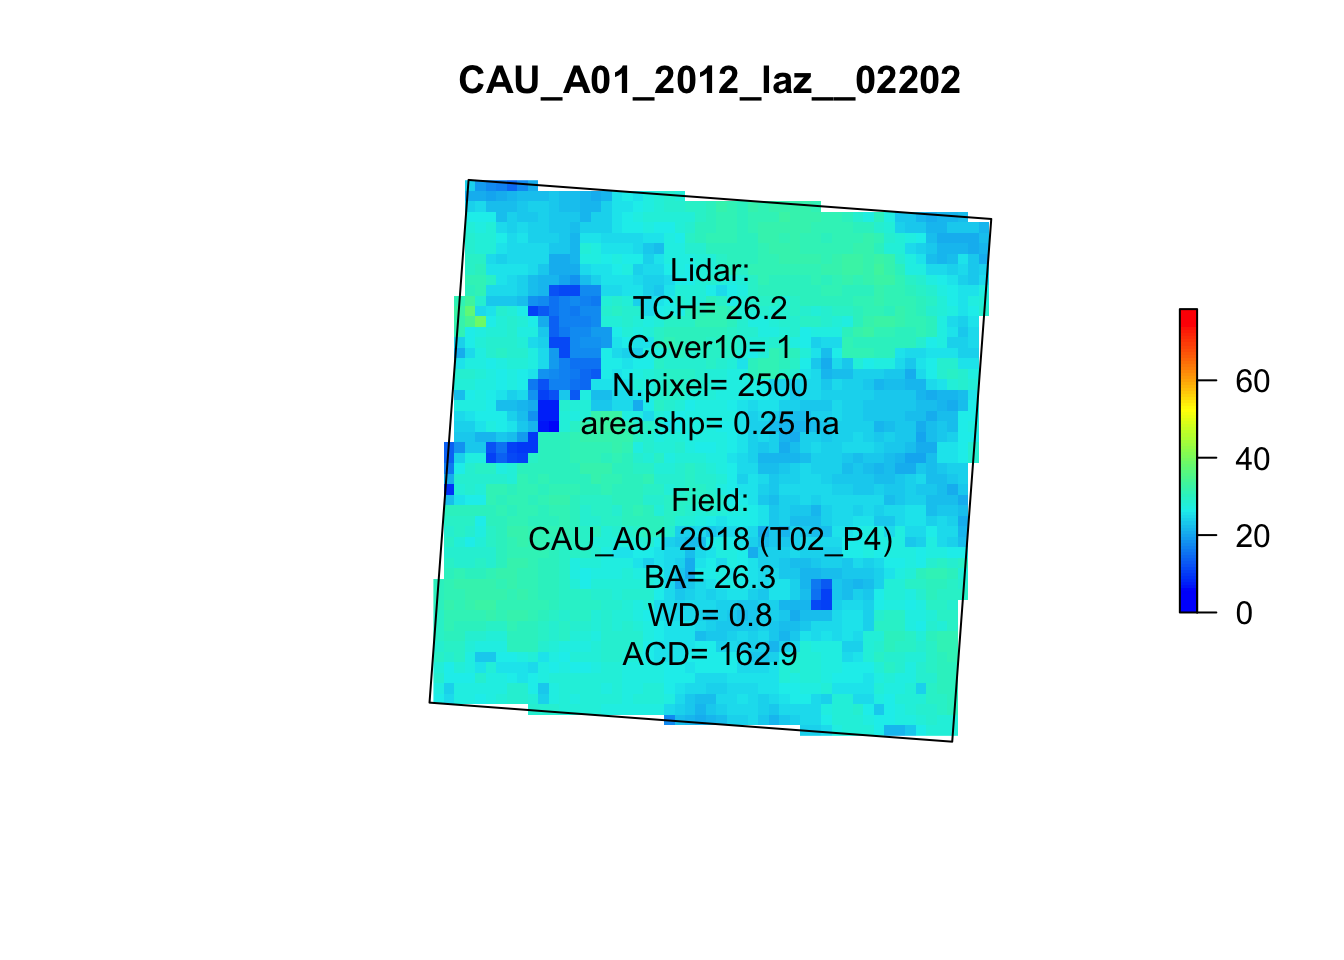 CAU_A01_2012_laz__02202
Lidar:
TCH= 26.2
Cover10= 1
N.pixel= 2500
area.shp= 0.25 ha
Field:
CAU_A01 2018 (T02_P4)
BA= 26.3
WD= 0.8
ACD= 162.9
60
40
20
0